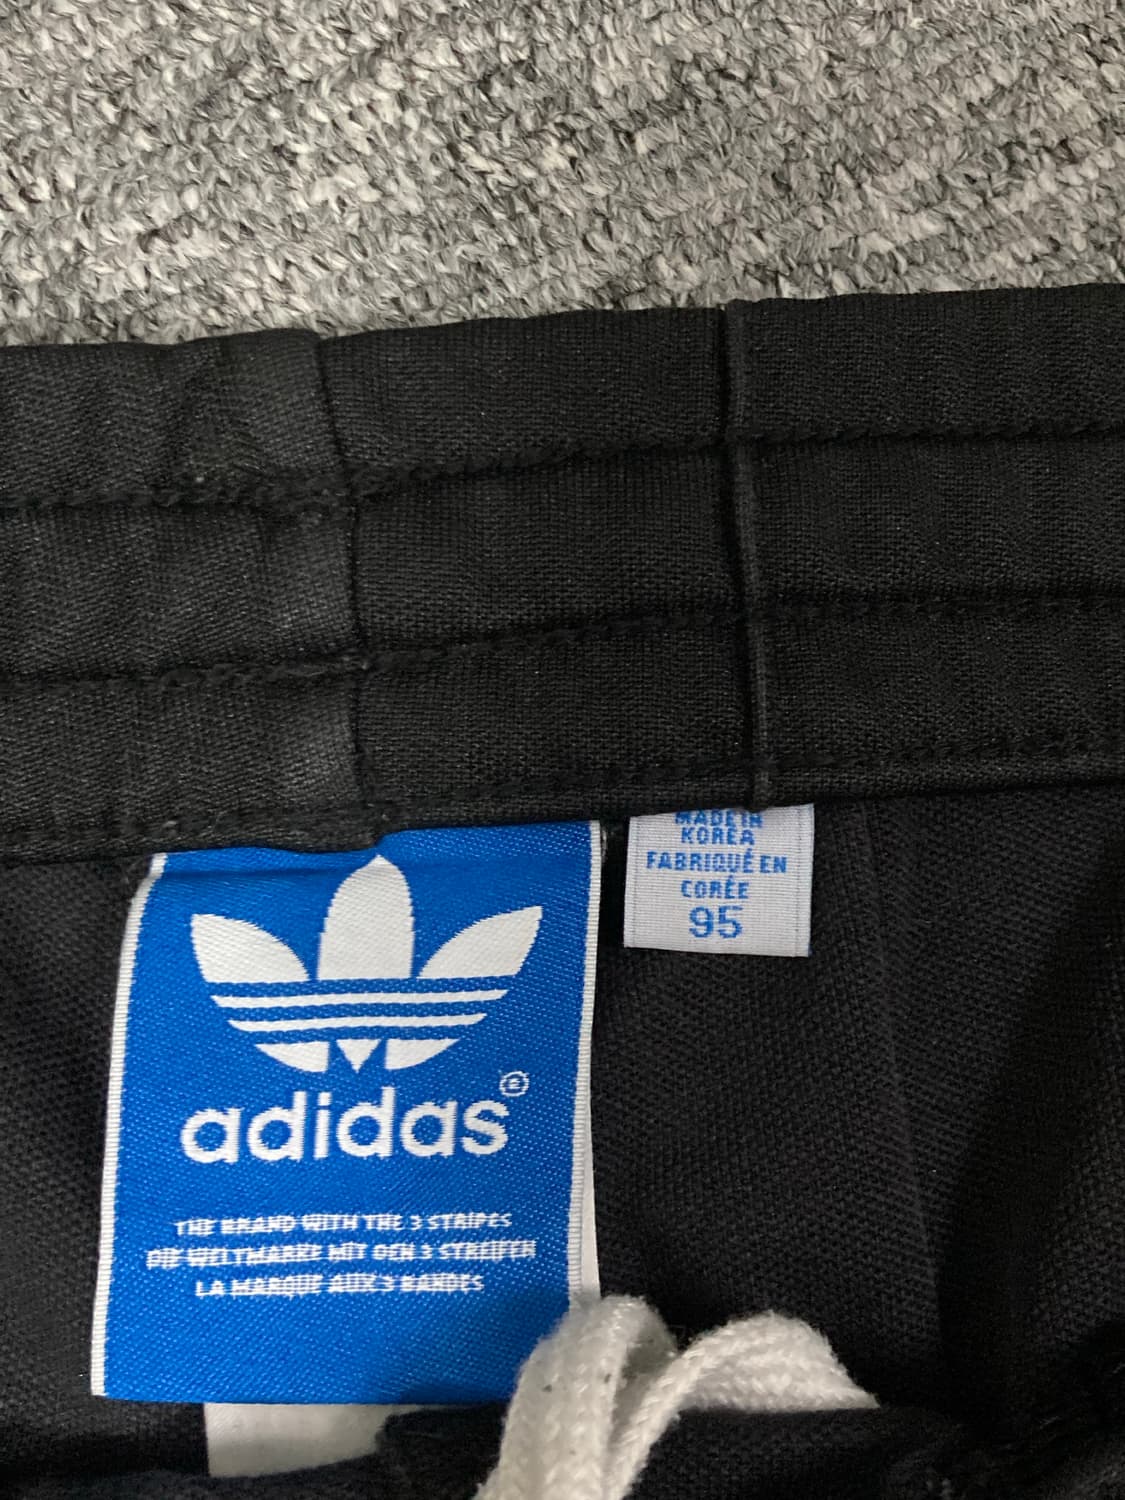 MADE IN
KOREA
FABRIQUÉ EN
CORÉE
95
adidas®
THE BRAND WITH THE 3 STRIPES
DIE WELTMARKE MIT DEN 3 STREIFEN
LA MARQUE AUX 3 BANDES